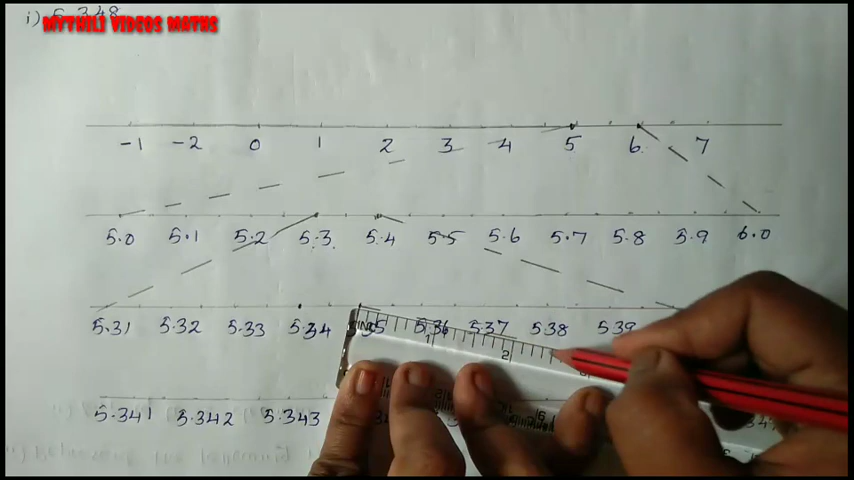 i) 5.348
MYTHILI VIDEOS MATHS
-1 -2 0 1 2 3 4 5 6 7
5.0 5.1 5.2 5.3 5.4 5.5 5.6 5.7 5.8 5.9 6.0
5.31 5.32 5.33 5.34 5.35 5.36 5.37 5.38 5.39
5.341 5.342 5.343